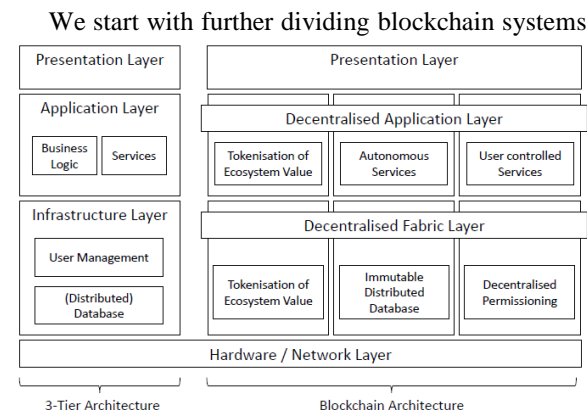 We start with further dividing blockchain systems
Presentation Layer
Application Layer
Business
Logic
Services
Infrastructure Layer
User Management
(Distributed)
Database
Presentation Layer
Decentralised Application Layer
Tokenisation of
Ecosystem Value
Autonomous
Services
User controlled
Services
Decentralised Fabric Layer
Tokenisation of
Ecosystem Value
Immutable
Distributed
Database
Decentralised
Permissioning
Hardware / Network Layer
3-Tier Architecture
Blockchain Architecture